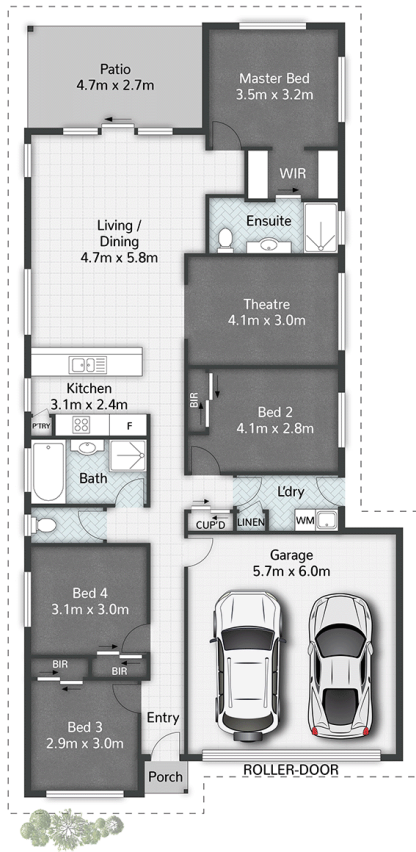 Patio
4.7m x 2.7m
Master Bed
3.5m x 3.2m
WIR
Ensuite
Living /
Dining
4.7m x 5.8m
Theatre
4.1m x 3.0m
Kitchen
3.1m x 2.4m
P'TRY
F
BIR
Bed 2
4.1m x 2.8m
Bath
L'dry
CUP'D
LINEN
WM
Garage
5.7m x 6.0m
Bed 4
3.1m x 3.0m
BIR
BIR
Bed 3
2.9m x 3.0m
Entry
Porch
ROLLER-DOOR